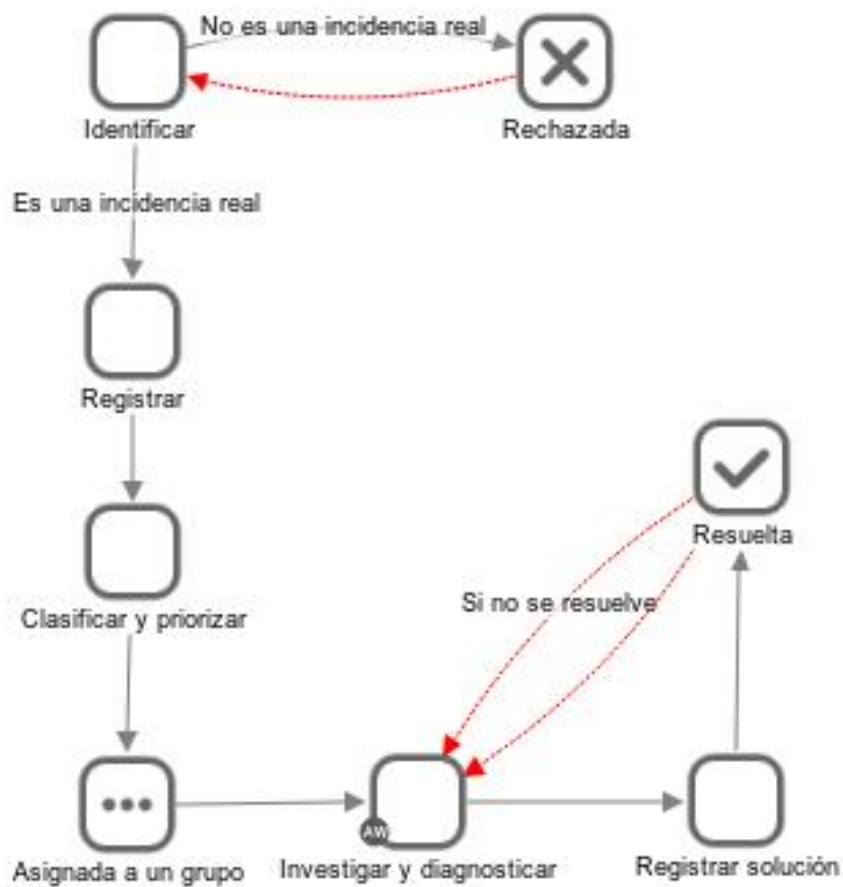 No es una incidencia real
Identificar
Rechazada
Es una incidencia real
Registrar
Clasificar y priorizar
Resuelta
Si no se resuelve
AW
Asignada a un grupo
Investigar y diagnosticar
Registrar solución